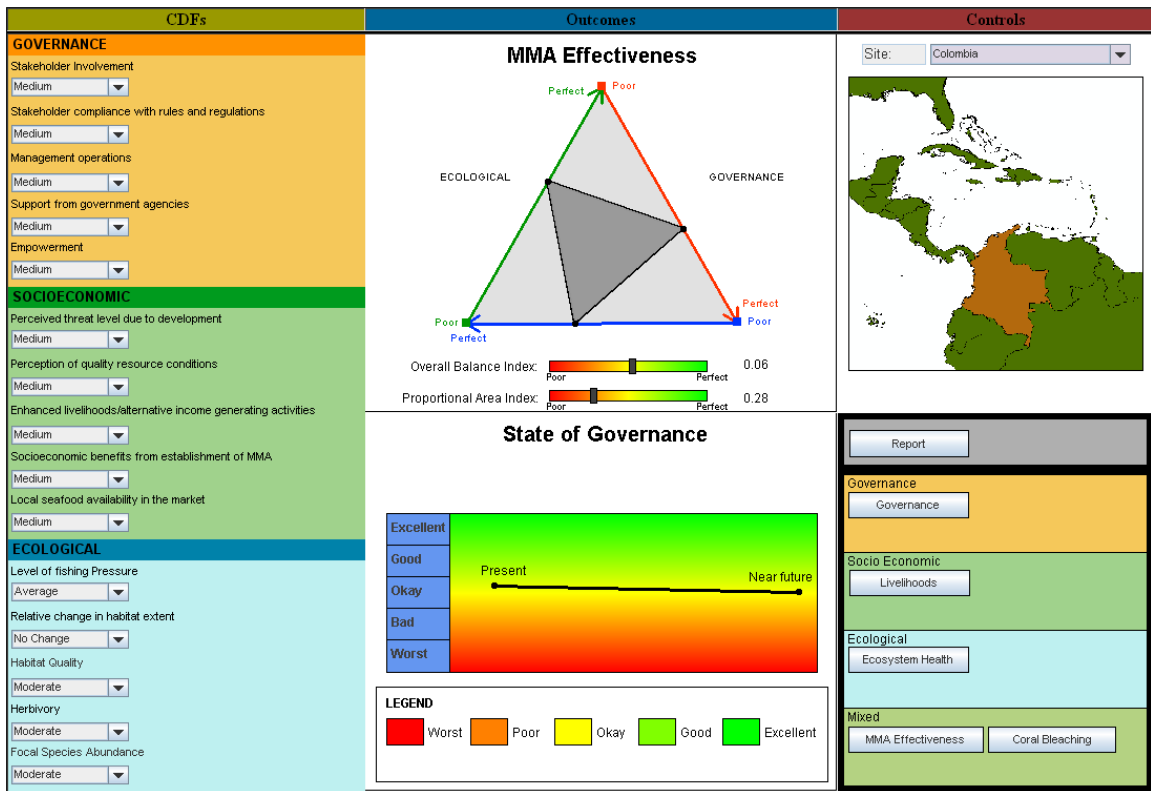 CDFs
GOVERNANCE
Stakeholder Involvement
Medium
Stakeholder compliance with rules and regulations
Medium
Management operations
Medium
Support from government agencies
Medium
Empowerment
Medium
SOCIOECONOMIC
Perceived threat level due to development
Medium
Perception of quality resource conditions
Medium
Enhanced livelihoods/alternative income generating activities
Medium
Socioeconomic benefits from establishment of MMA
Medium
Local seafood availability in the market
Medium
ECOLOGICAL
Level of fishing Pressure
Average
Relative change in habitat extent
No Change
Habitat Quality
Moderate
Herbivory
Moderate
Focal Species Abundance
Moderate
Outcomes
MMA Effectiveness
Perfect Poor
ECOLOGICAL GOVERNANCE
Perfect
Poor Poor
Perfect
Overall Balance Index: 0.06
Poor Perfect
Proportional Area Index: 0.28
Poor Perfect
State of Governance
Excellent
Good
Present Near future
Okay
Bad
Worst
LEGEND
Worst Poor Okay Good Excellent
Controls
Site: Colombia
Report
Governance
Governance
Socio Economic
Livelihoods
Ecological
Ecosystem Health
Mixed
MMA Effectiveness Coral Bleaching